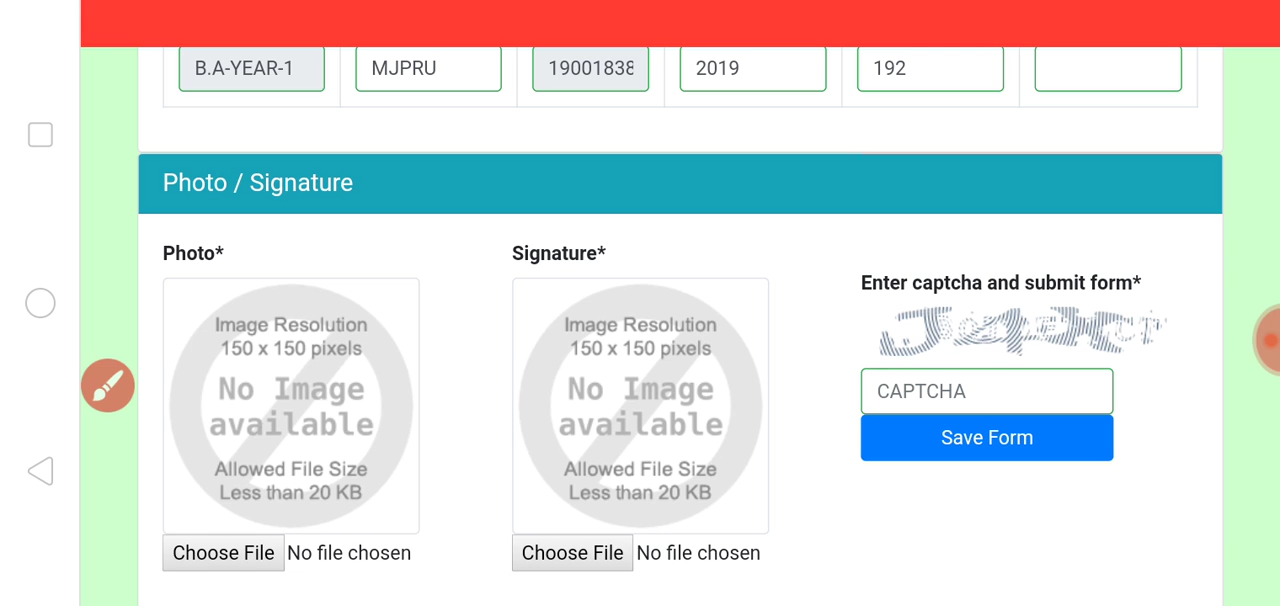 B.A-YEAR-1 MJPRU 19001838 2019 192
Photo / Signature
Photo*
Image Resolution
150 x 150 pixels
No Image
available
Allowed File Size
Less than 20 KB
Choose File No file chosen
Signature*
Image Resolution
150 x 150 pixels
No Image
available
Allowed File Size
Less than 20 KB
Choose File No file chosen
Enter captcha and submit form*
CAPTCHA
Save Form